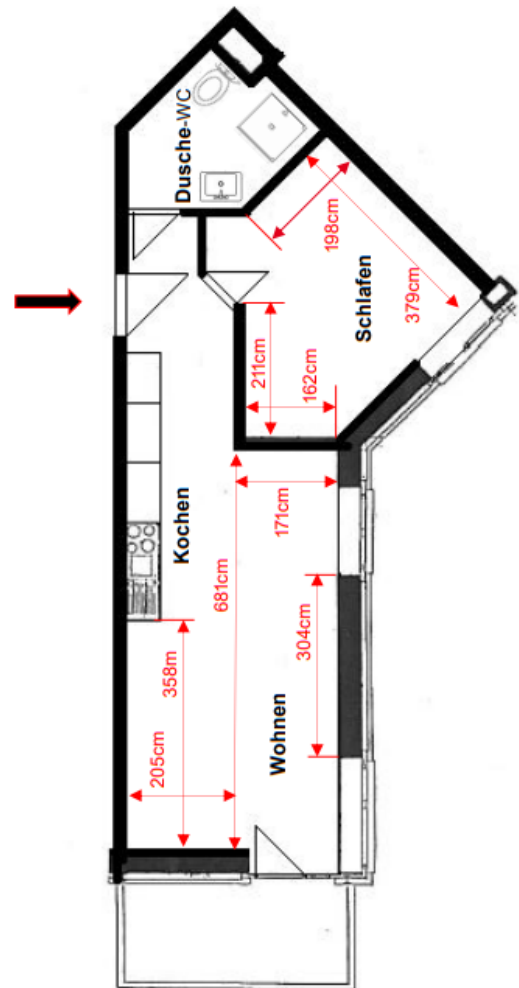 Dusche-WC
198cm
379cm
Schlafen
211cm
162cm
Kochen
171cm
681cm
304cm
358m
Wohnen
205cm